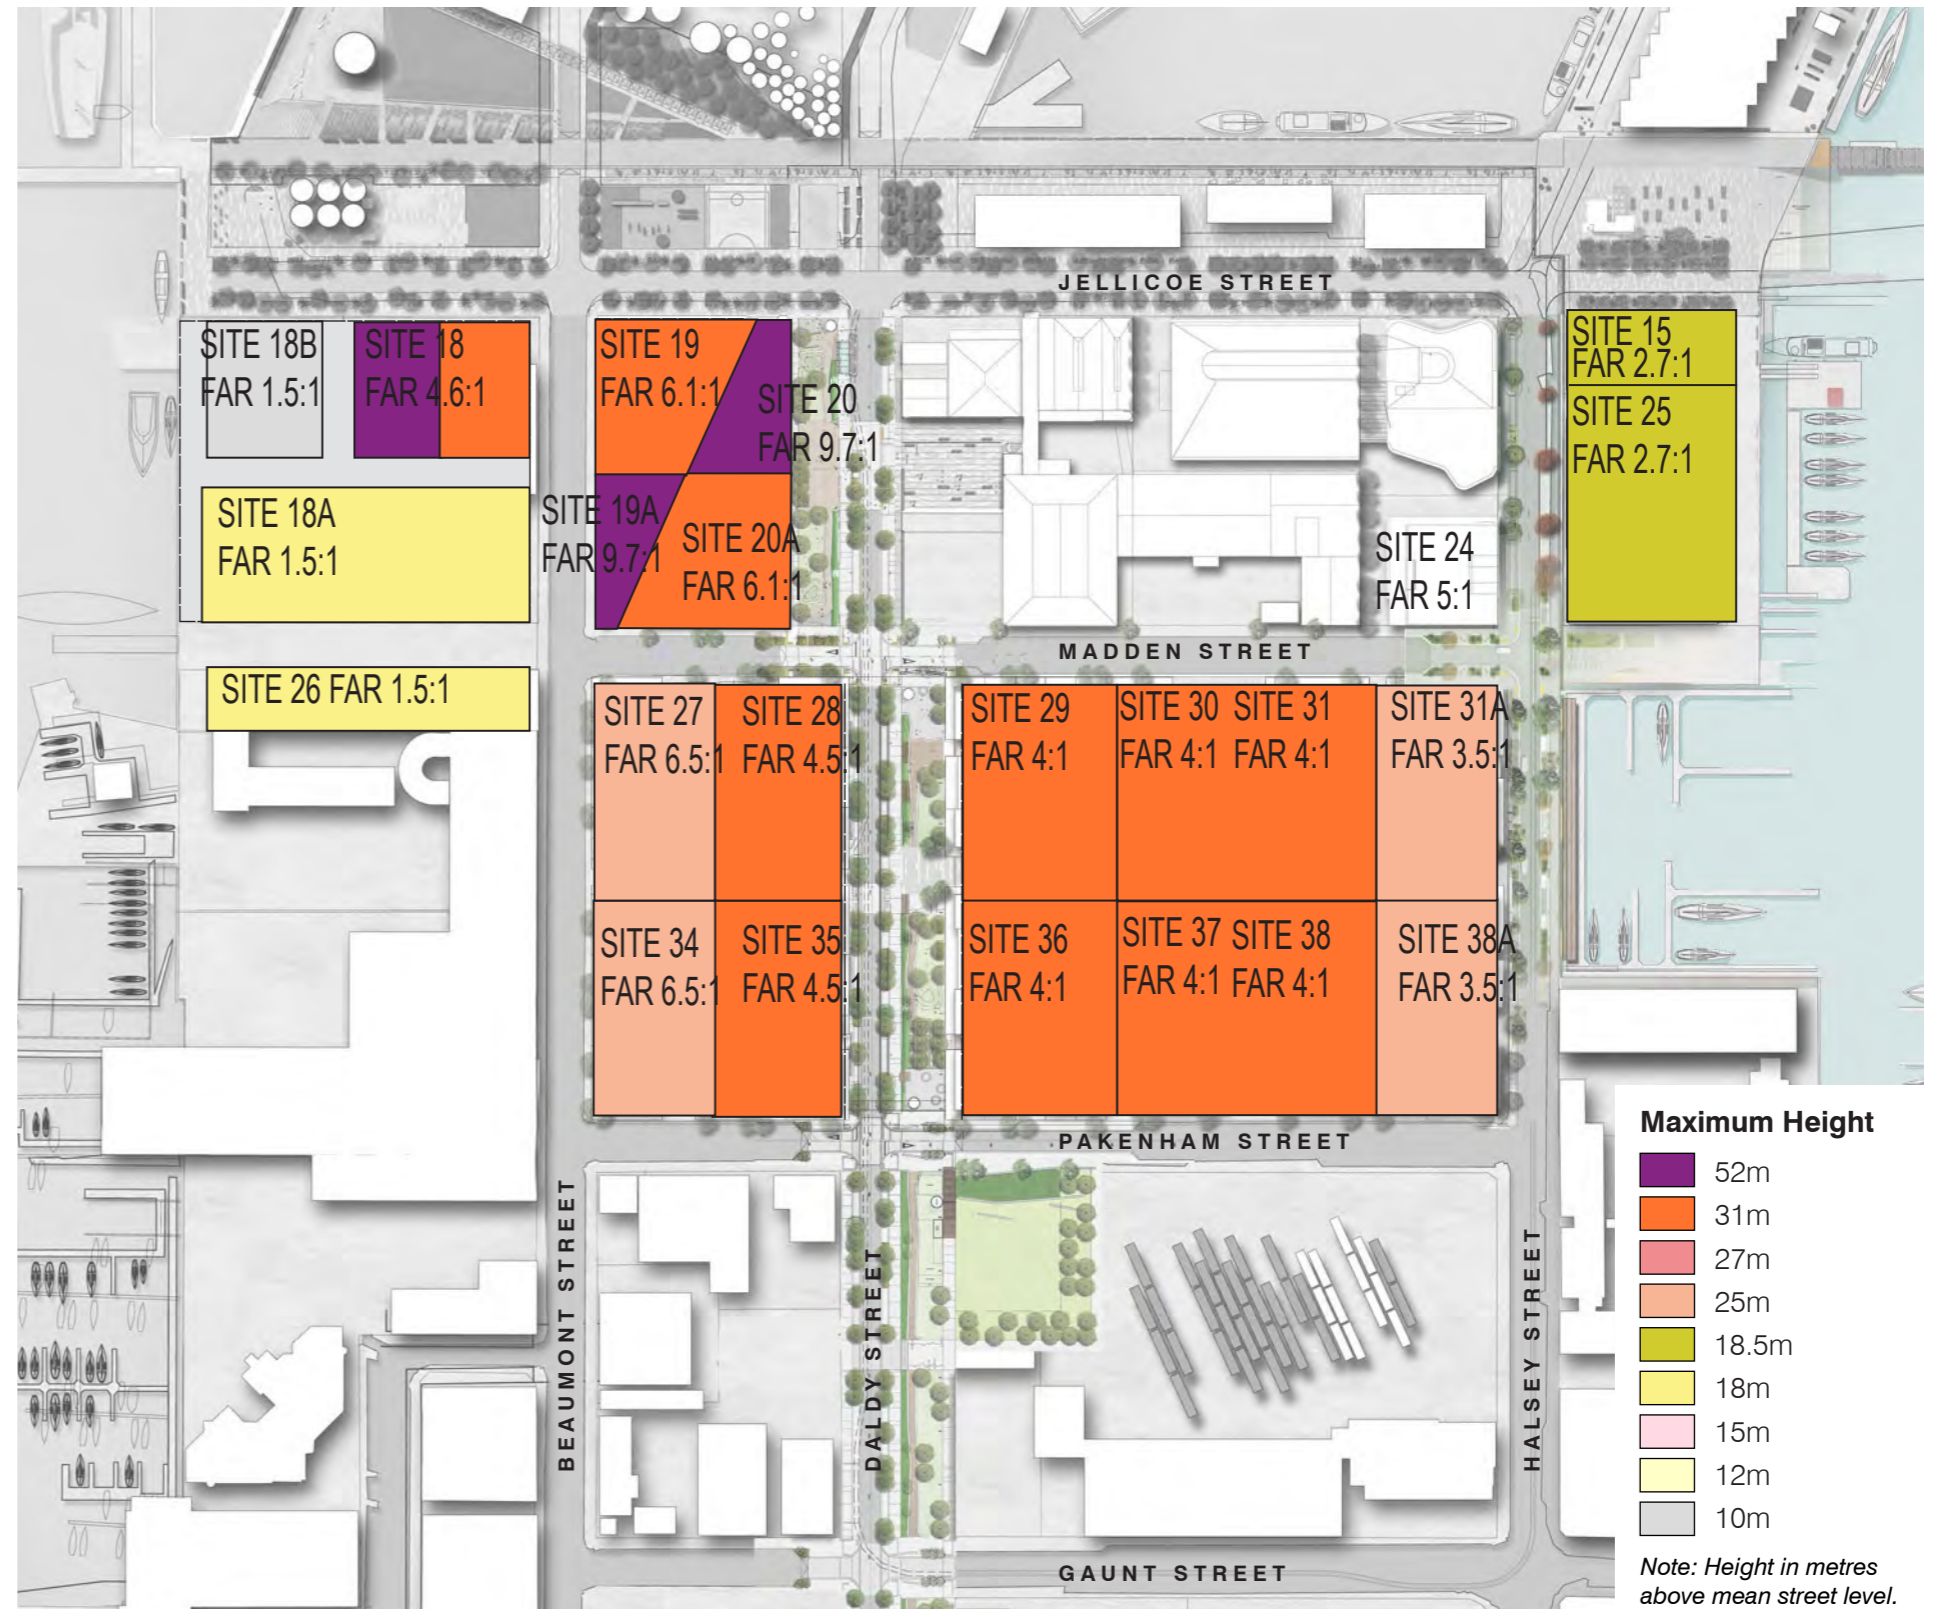 JELLICOE STREET
SITE 18B
FAR 1.5:1
SITE 18
FAR 4.6:1
SITE 19
FAR 6.1:1
SITE 20
FAR 9.7:1
SITE 15
FAR 2.7:1
SITE 25
FAR 2.7:1
SITE 18A
FAR 1.5:1
SITE 19A
FAR 9.7:1
SITE 20A
FAR 6.1:1
SITE 24
FAR 5:1
MADDEN STREET
SITE 26 FAR 1.5:1
SITE 27
FAR 6.5:1
SITE 28
FAR 4.5:1
SITE 29
FAR 4:1
SITE 30
FAR 4:1
SITE 31
FAR 4:1
SITE 31A
FAR 3.5:1
SITE 34
FAR 6.5:1
SITE 35
FAR 4.5:1
SITE 36
FAR 4:1
SITE 37
FAR 4:1
SITE 38
FAR 4:1
SITE 38A
FAR 3.5:1
PAKENHAM STREET
BEAUMONT STREET
DALDY STREET
HALSEY STREET
GAUNT STREET
Maximum Height
52m
31m
27m
25m
18.5m
18m
15m
12m
10m
Note: Height in metres
above mean street level.